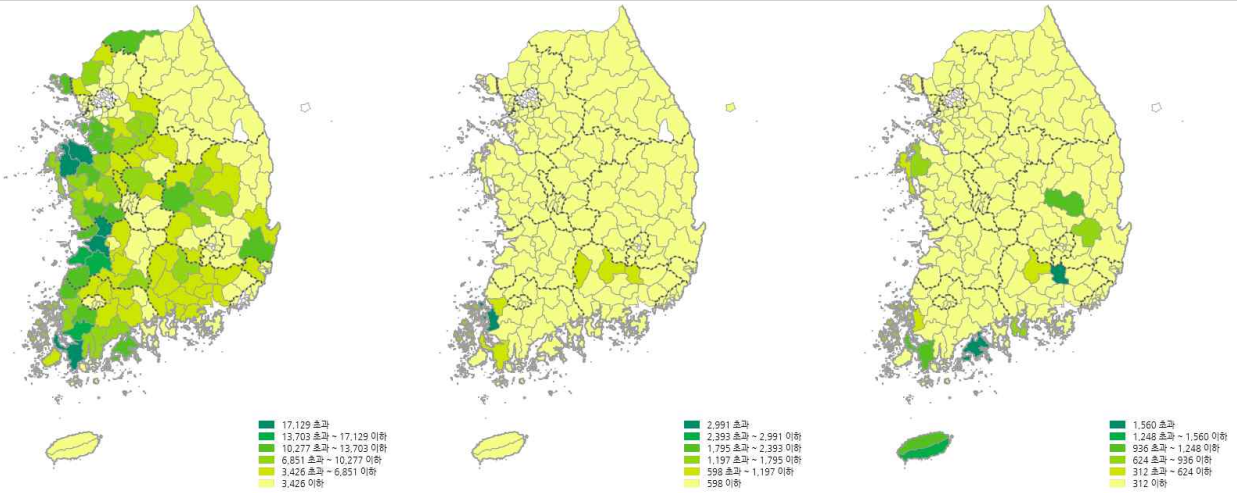 17,129 초과
13,703 초과 ~ 17,129 이하
10,277 초과 ~ 13,703 이하
6,851 초과 ~ 10,277 이하
3,426 초과 ~ 6,851 이하
3,426 이하
2,991 초과
2,393 초과 ~ 2,991 이하
1,795 초과 ~ 2,393 이하
1,197 초과 ~ 1,795 이하
598 초과 ~ 1,197 이하
598 이하
1,560 초과
1,248 초과 ~ 1,560 이하
936 초과 ~ 1,248 이하
624 초과 ~ 936 이하
312 초과 ~ 624 이하
312 이하